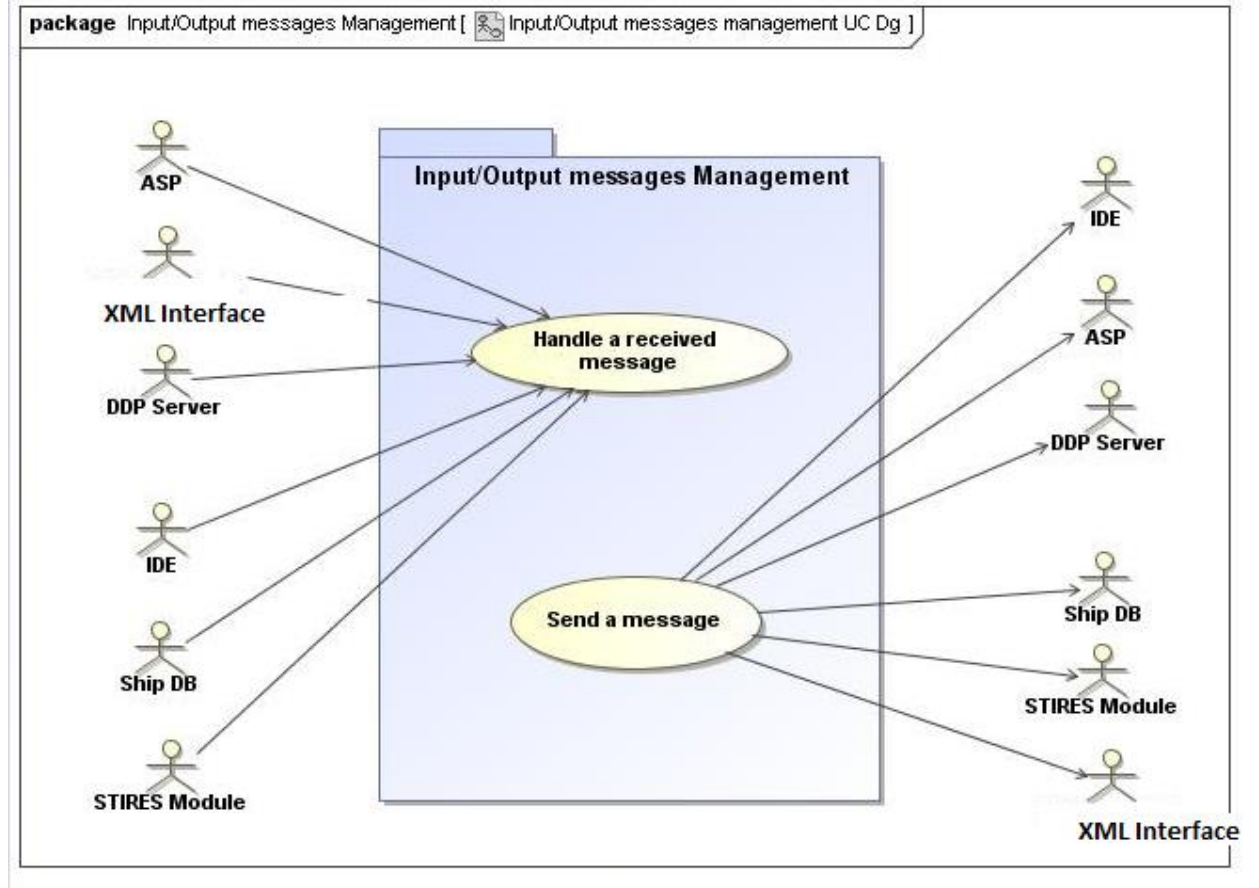 package Input/Output messages Management [ Input/Output messages management UC Dg ]
Input/Output messages Management
ASP
XML Interface
DDP Server
IDE
Ship DB
STIRES Module
Handle a received
message
Send a message
IDE
ASP
DDP Server
Ship DB
STIRES Module
XML Interface